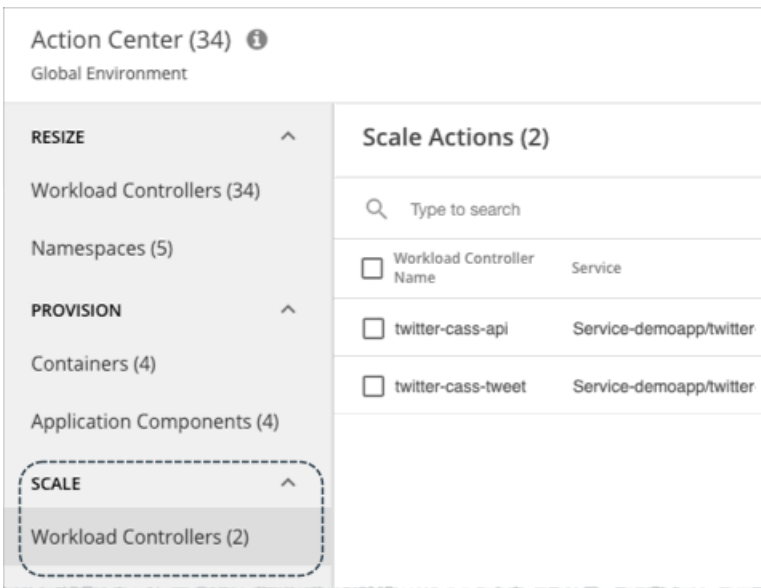 Action Center (34)
Global Environment
RESIZE
Workload Controllers (34)
Namespaces (5)
PROVISION
Containers (4)
Application Components (4)
SCALE
Workload Controllers (2)
Scale Actions (2)
Type to search
Workload Controller
Name
Service
twitter-cass-api
Service-demoapp/twitter
twitter-cass-tweet
Service-demoapp/twitter